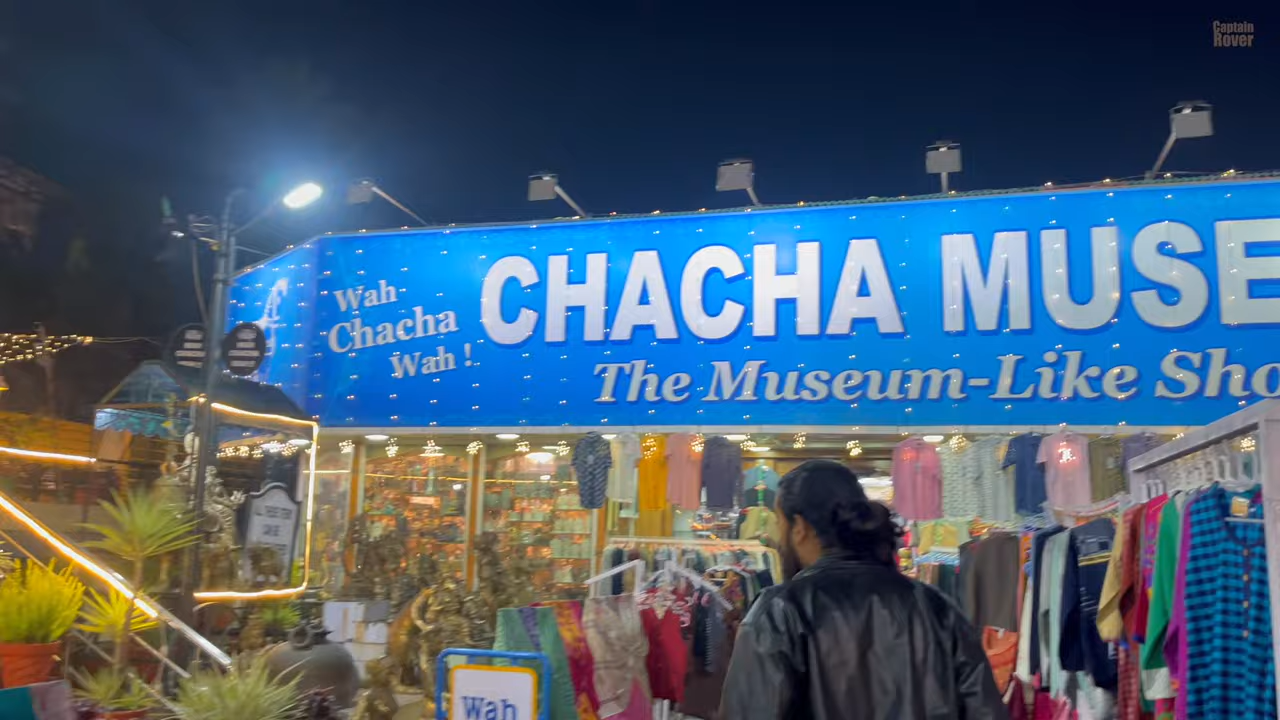 Captain
Rover
Wah
Chacha
Wah !
CHACHA MUSE
The Museum-Like Sho
Wah